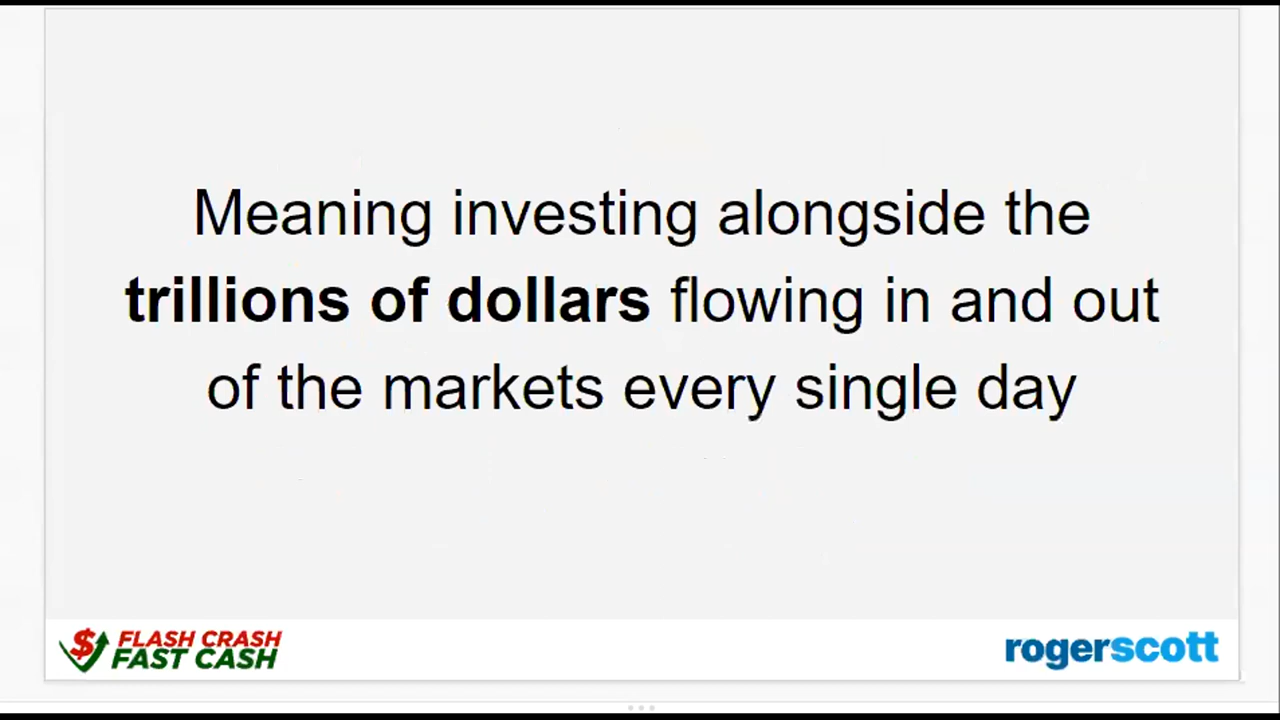 Meaning investing alongside the
trillions of dollars flowing in and out
of the markets every single day
$ FLASH CRASH
FAST CASH
rogerscott